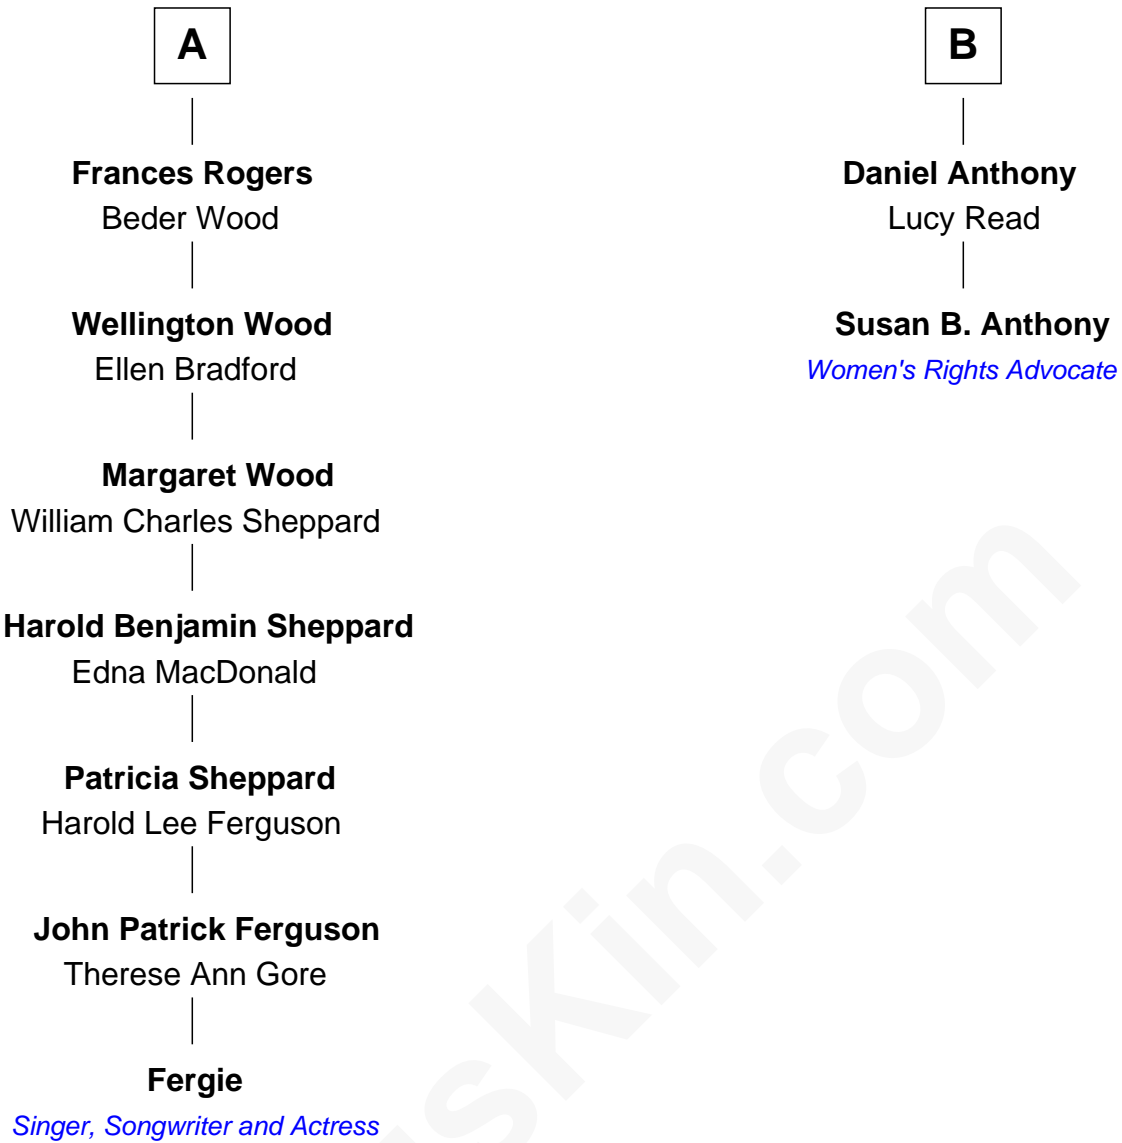 A
Frances Rogers
Beder Wood
Wellington Wood
Ellen Bradford
Margaret Wood
William Charles Sheppard
Harold Benjamin Sheppard
Edna MacDonald
Patricia Sheppard
Harold Lee Ferguson
John Patrick Ferguson
Therese Ann Gore
Fergie
Singer, Songwriter and Actress
B
Daniel Anthony
Lucy Read
Susan B. Anthony
Women's Rights Advocate
usKin.com